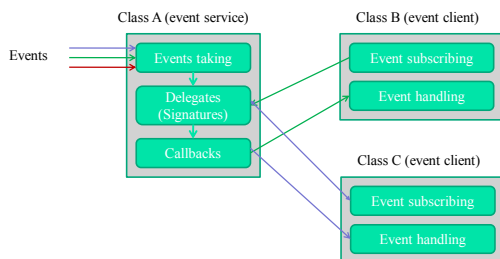 Class A (event service)
Class B (event client)
Events
Events taking
Delegates
(Signatures)
Callbacks
Event subscribing
Event handling
Class C (event client)
Event subscribing
Event handling